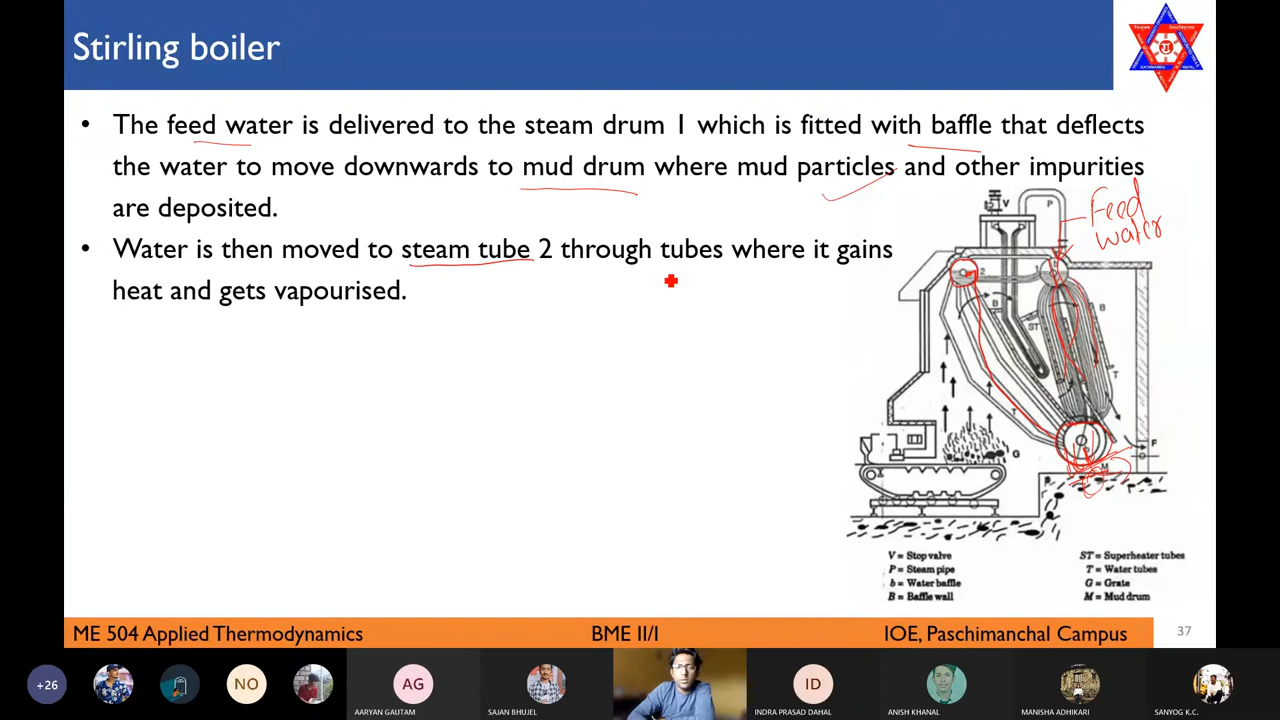 Stirling boiler
• The feed water is delivered to the steam drum 1 which is fitted with baffle that deflects
the water to move downwards to mud drum where mud particles and other impurities
are deposited.
• Water is then moved to steam tube 2 through tubes where it gains
heat and gets vapourised.
Feed
water
V
P
2
1
B
B
ST
T
T
G
F
M
V = Stop valve
P = Steam pipe
b = Water baffle
B = Baffle wall
ST = Superheater tubes
T = Water tubes
G = Grate
M = Mud drum
ME 504 Applied Thermodynamics
BME II/I
IOE, Paschimanchal Campus
37
+26
NO
AG
ID
AARYAN GAUTAM
SAJAN BHUJEL
INDRA PRASAD DAHAL
ANISH KHANAL
MANISHA ADHIKARI
SANYOG K.C.